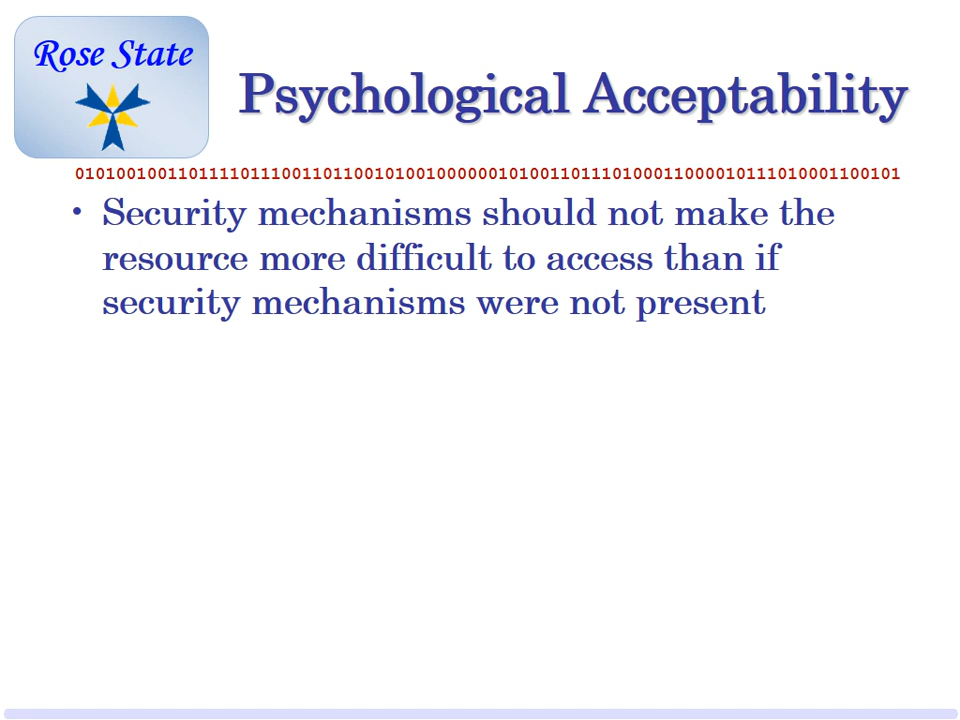 Rose State
Psychological Acceptability
01010010011011110111001101100101001000000101001101110100011000010111010001100101
• Security mechanisms should not make the
resource more difficult to access than if
security mechanisms were not present